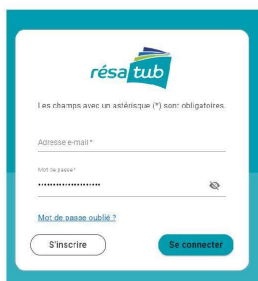 résa tub
Les champs avec un astérisque (*) sont obligatoires.
Adresse e-mail *
Mot de passe *
•••••••••••••••••••••
Mot de passe oublié ?
S'inscrire
Se connecter